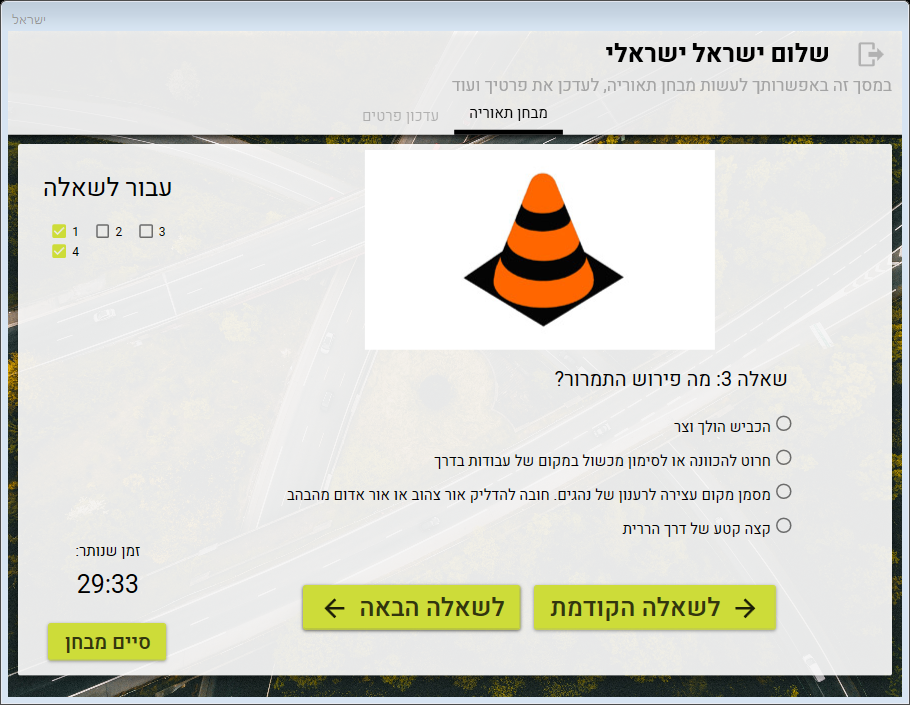 ישראל
שלום ישראל ישראלי
במסך זה באפשרותך לעשות מבחן תאוריה, לעדכן את פרטיך ועוד
מבחן תאוריה
עדכון פרטים
עבור לשאלה
1 2 3
4
שאלה 3: מה פירוש התמרור?
הכביש הולך וצר
חרוט להכוונה או לסימון מכשול במקום של עבודות בדרך
מסמן מקום עצירה לרענון של נהגים. חובה להדליק אור צהוב או אור אדום מהבהב
קצה קטע של דרך הררית
זמן שנותר:
29:33
לשאלה הקודמת
לשאלה הבאה
סיים מבחן